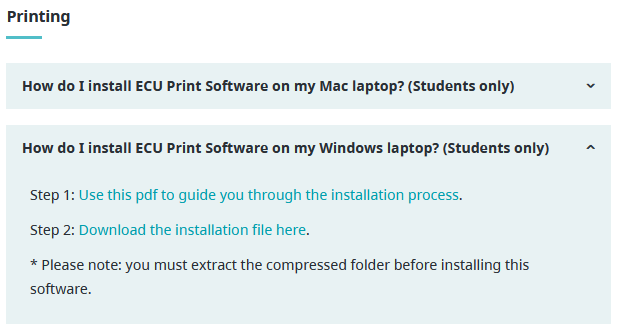 Printing
How do I install ECU Print Software on my Mac laptop? (Students only)
How do I install ECU Print Software on my Windows laptop? (Students only)
Step 1: Use this pdf to guide you through the installation process.
Step 2: Download the installation file here.
* Please note: you must extract the compressed folder before installing this
software.